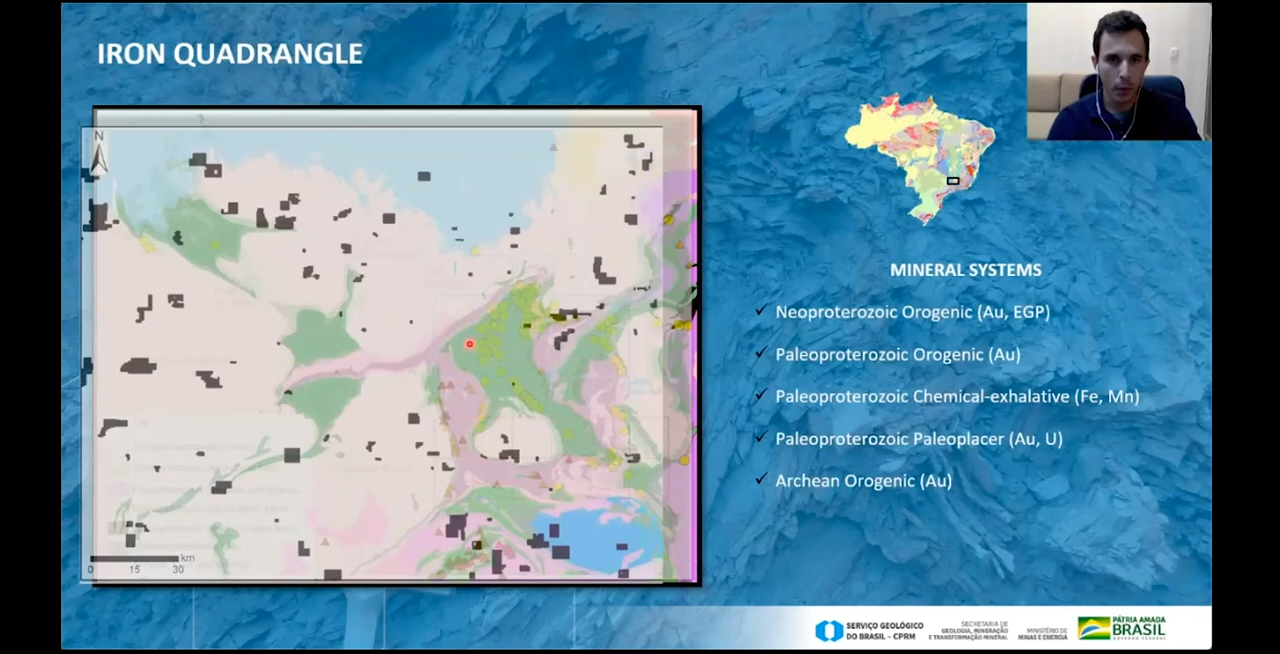 IRON QUADRANGLE
N
km
0 15 30
MINERAL SYSTEMS
✓ Neoproterozoic Orogenic (Au, EGP)
✓ Paleoproterozoic Orogenic (Au)
✓ Paleoproterozoic Chemical-exhalative (Fe, Mn)
✓ Paleoproterozoic Paleoplacer (Au, U)
✓ Archean Orogenic (Au)
SERVIÇO GEOLÓGICO
DO BRASIL – CPRM
SECRETARIA DE
GEOLOGIA, MINERAÇÃO
E TRANSFORMAÇÃO MINERAL
MINISTÉRIO DE
MINAS E ENERGIA
PÁTRIA AMADA
BRASIL
GOVERNO FEDERAL